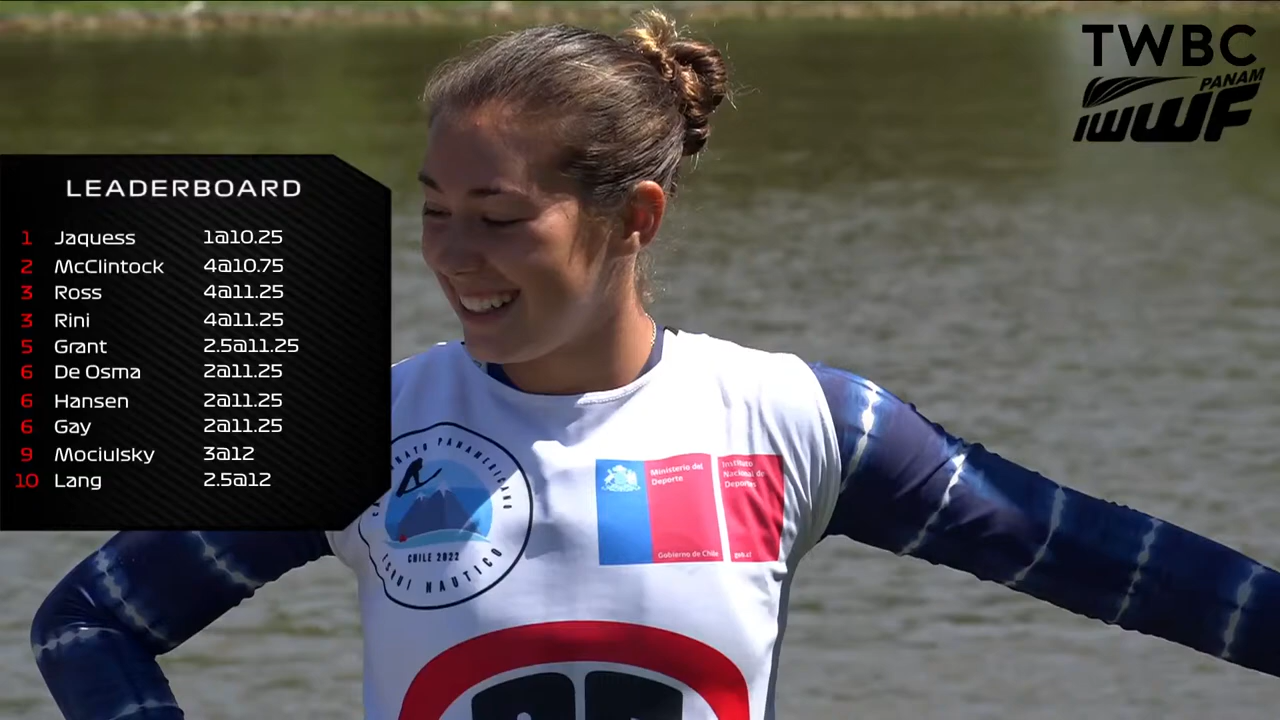 TWBC
PANAM
IWWF
LEADERBOARD
1 Jaquess 1@10.25
2 McClintock 4@10.75
3 Ross 4@11.25
3 Rini 4@11.25
5 Grant 2.5@11.25
6 De Osma 2@11.25
6 Hansen 2@11.25
6 Gay 2@11.25
9 Mociulsky 3@12
10 Lang 2.5@12
PANAMERICANO
CHILE 2022
NAUTICO
Ministerio del
Deporte
Gobierno de Chile
Instituto
Nacional de
Deportes
gob.cl